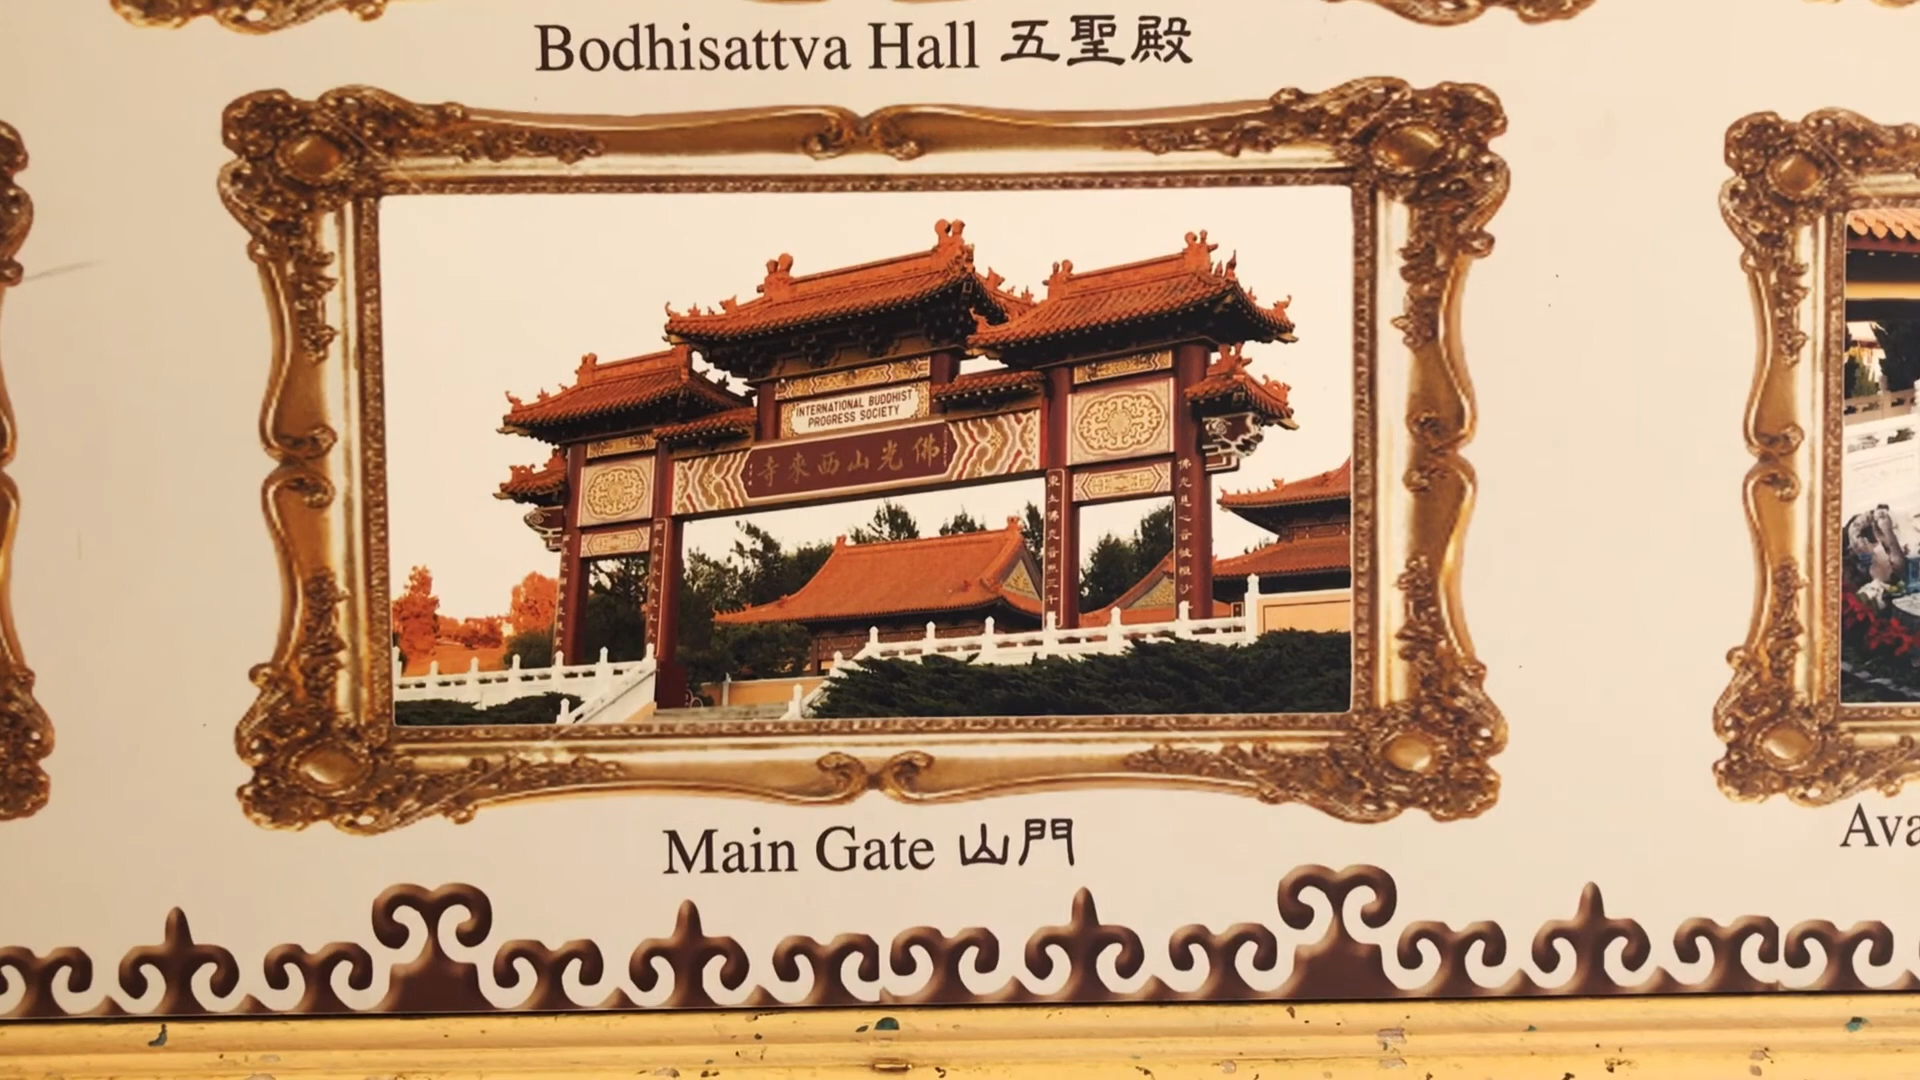 Bodhisattva Hall 五聖殿
INTERNATIONAL BUDDHIST
PROGRESS SOCIETY
寺來西山光佛
Main Gate 山門
Ava